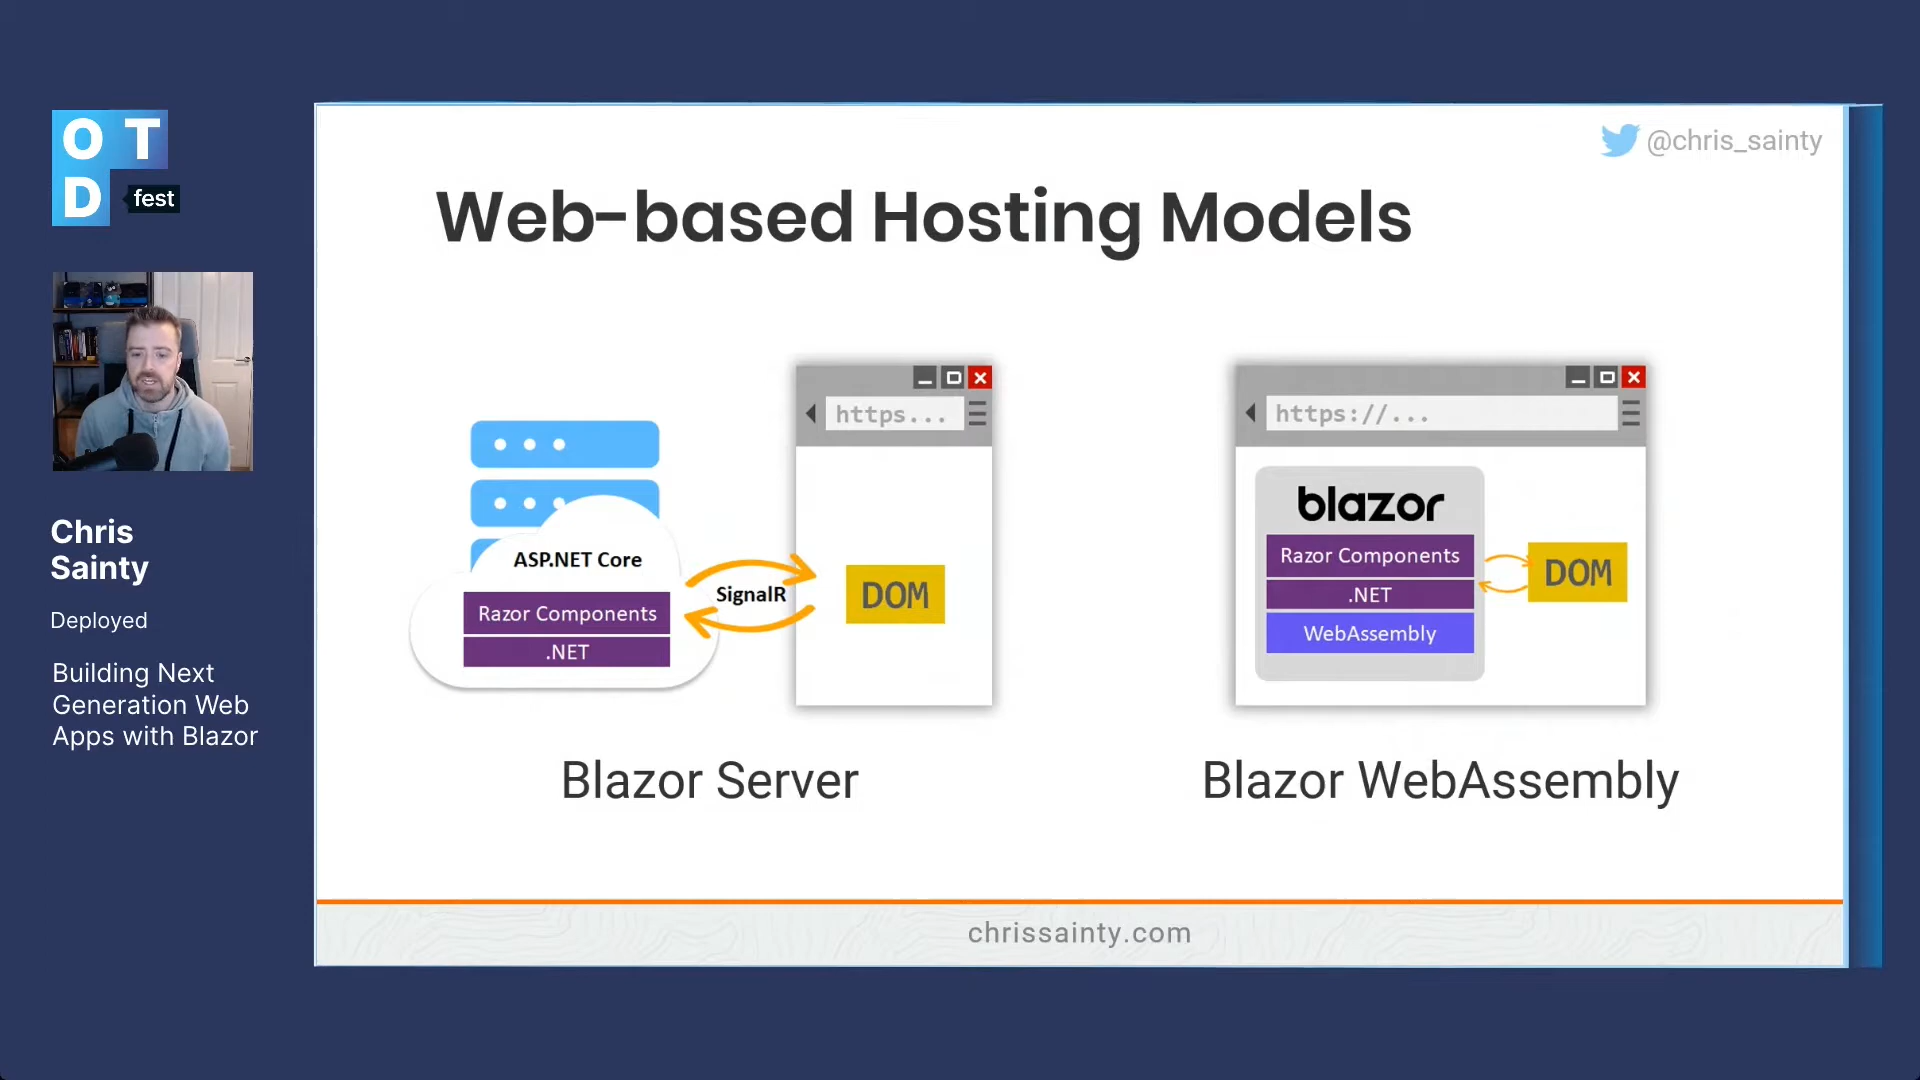 O T
D fest
Chris
Sainty
Deployed
Building Next
Generation Web
Apps with Blazor
@chris_sainty
Web-based Hosting Models
ASP.NET Core
Razor Components
.NET
SignalR
https...
DOM
Blazor Server
https://...
blazor
Razor Components
.NET
WebAssembly
DOM
Blazor WebAssembly
chrissainty.com